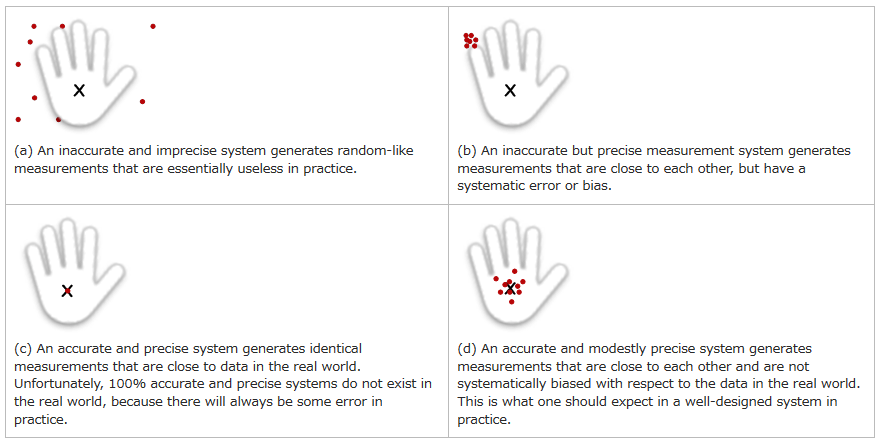 X
(a) An inaccurate and imprecise system generates random-like
measurements that are essentially useless in practice.
X
(b) An inaccurate but precise measurement system generates
measurements that are close to each other, but have a
systematic error or bias.
X
(c) An accurate and precise system generates identical
measurements that are close to data in the real world.
Unfortunately, 100% accurate and precise systems do not exist in
the real world, because there will always be some error in
practice.
X
(d) An accurate and modestly precise system generates
measurements that are close to each other and are not
systematically biased with respect to the data in the real world.
This is what one should expect in a well-designed system in
practice.